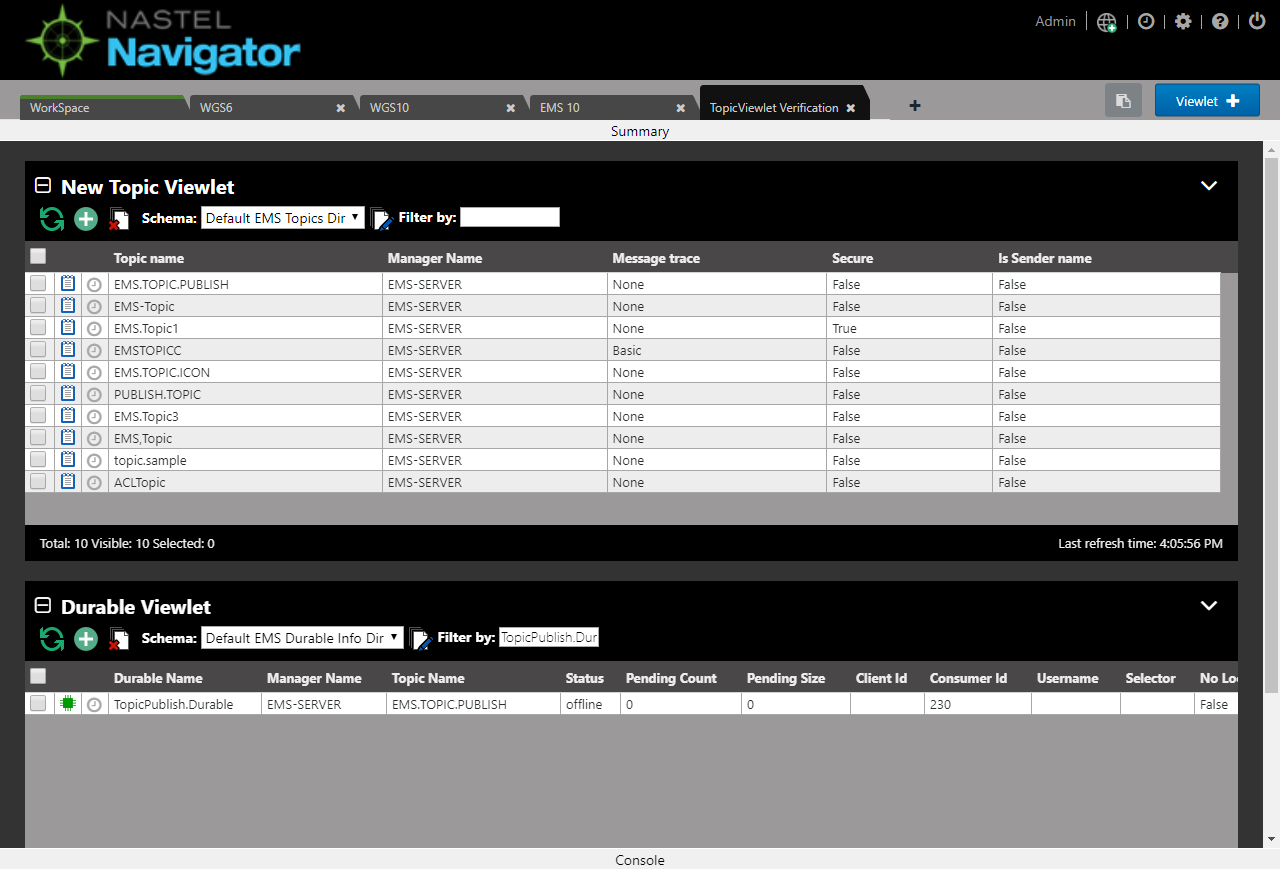 NASTEL
Navigator
Admin
WorkSpace
WGS6
WGS10
EMS 10
TopicViewlet Verification
Viewlet
Summary
New Topic Viewlet
Schema: Default EMS Topics Dir Filter by:
Topic name Manager Name Message trace Secure Is Sender name
EMS.TOPIC.PUBLISH EMS-SERVER None False False
EMS-Topic EMS-SERVER None False False
EMS.Topic1 EMS-SERVER None True False
EMSTOPICC EMS-SERVER Basic False False
EMS.TOPIC.ICON EMS-SERVER None False False
PUBLISH.TOPIC EMS-SERVER None False False
EMS.Topic3 EMS-SERVER None False False
EMS,Topic EMS-SERVER None False False
topic.sample EMS-SERVER None False False
ACLTopic EMS-SERVER None False False
Total: 10 Visible: 10 Selected: 0 Last refresh time: 4:05:56 PM
Durable Viewlet
Schema: Default EMS Durable Info Dir Filter by: TopicPublish.Dur
Durable Name Manager Name Topic Name Status Pending Count Pending Size Client Id Consumer Id Username Selector No Lo
TopicPublish.Durable EMS-SERVER EMS.TOPIC.PUBLISH offline 0 0 230 False
Console